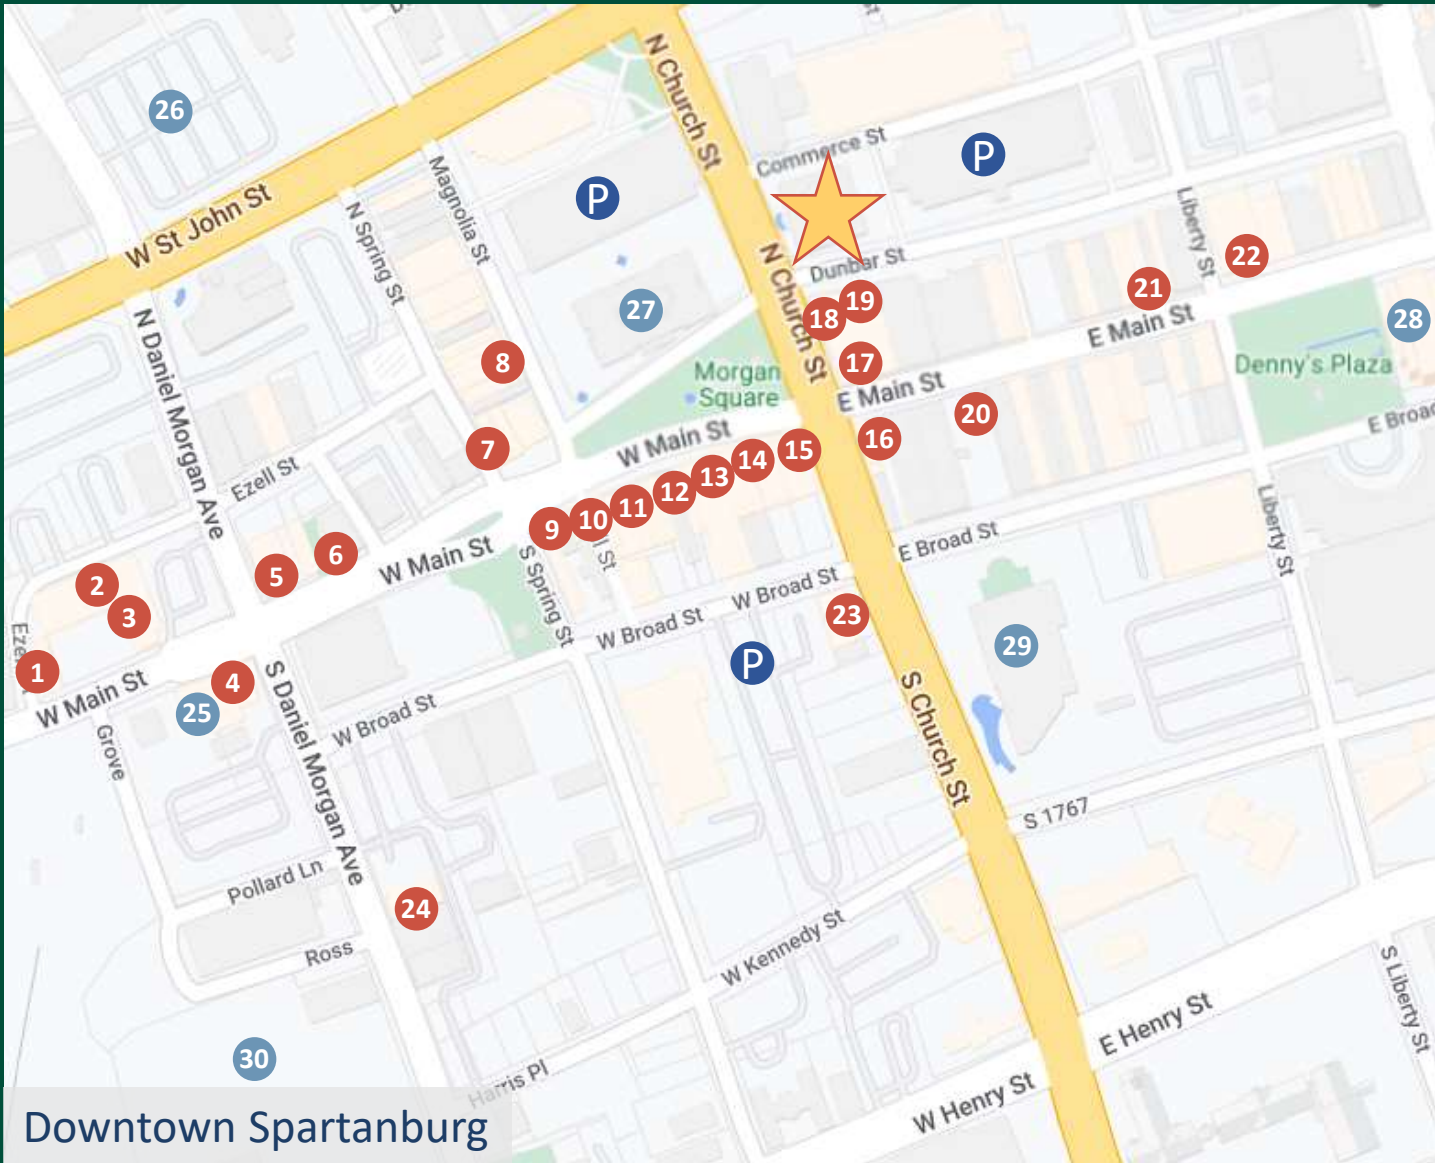 N Church St
26
Commerce St
P
P
Magnolia St
W St John St
N Spring St
Liberty St
N Church St
Dunbar St
22
21
27
19
18
28
E Main St
N Daniel Morgan Ave
8
17
Morgan
Square
Denny's Plaza
E Main St
20
E Broad
7
W Main St
16
15
14
13
12
11
10
9
Ezell St
Liberty St
E Broad St
6
5
W Main St
S Spring St
l St
W Broad St
2
3
23
W Broad St
29
P
1
W Main St
4
25
S Daniel Morgan Ave
W Broad St
S Church St
Grove
S 1767
Pollard Ln
24
Ross
W Kennedy St
S Liberty St
E Henry St
30
Harris Pl
W Henry St
Downtown Spartanburg